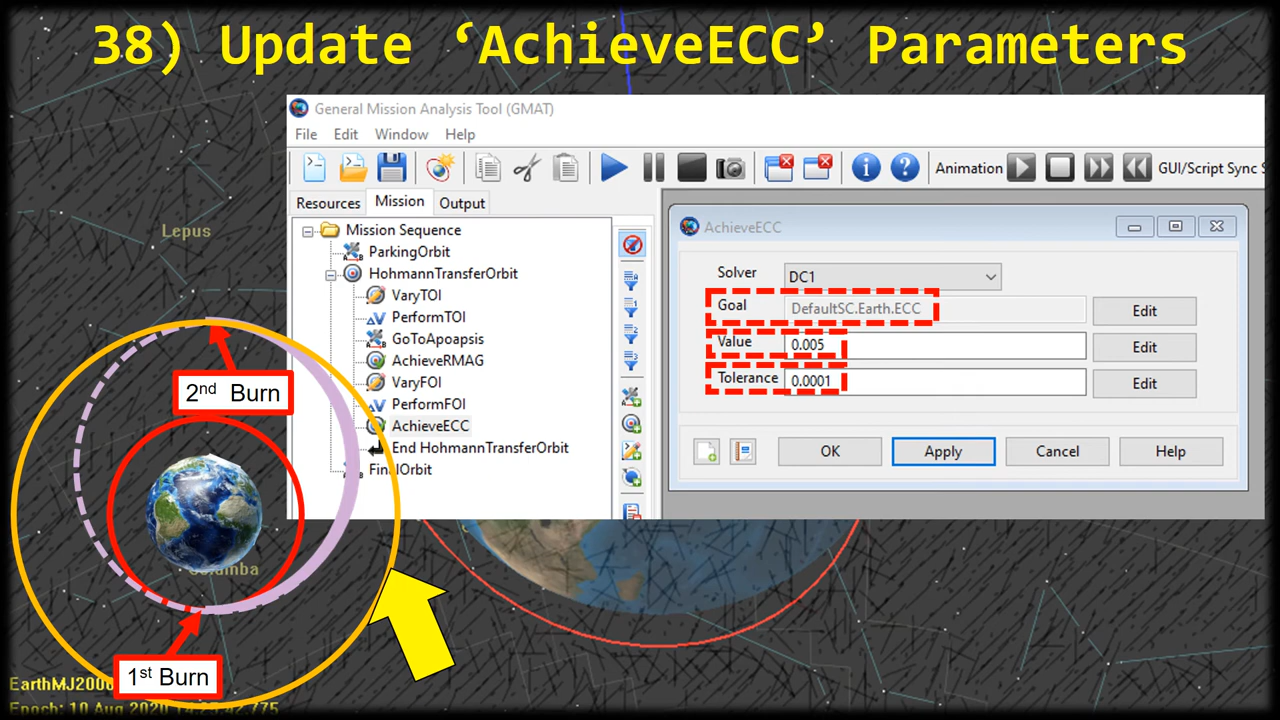 38) Update ‘AchieveECC’ Parameters
General Mission Analysis Tool (GMAT)
File Edit Window Help
Animation GUI/Script Sync S
Resources Mission Output
Mission Sequence
ParkingOrbit
HohmannTransferOrbit
VaryTOI
PerformTOI
GoToApoapsis
AchieveRMAG
VaryFOI
PerformFOI
AchieveECC
End HohmannTransferOrbit
FinalOrbit
AchieveECC
Solver DC1
Goal DefaultSC.Earth.ECC Edit
Value 0.005 Edit
Tolerance 0.0001 Edit
OK Apply Cancel Help
Lepus
2nd Burn
1st Burn
EarthMJ200
Epoch: 10 Aug 2020